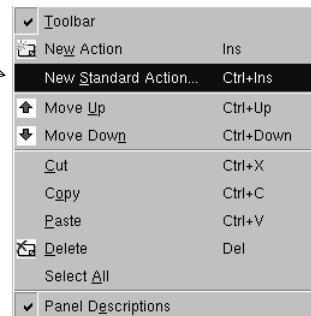 Toolbar
New Action Ins
New Standard Action... Ctrl+Ins
Move Up Ctrl+Up
Move Down Ctrl+Down
Cut Ctrl+X
Copy Ctrl+C
Paste Ctrl+V
Delete Del
Select All
Panel Descriptions